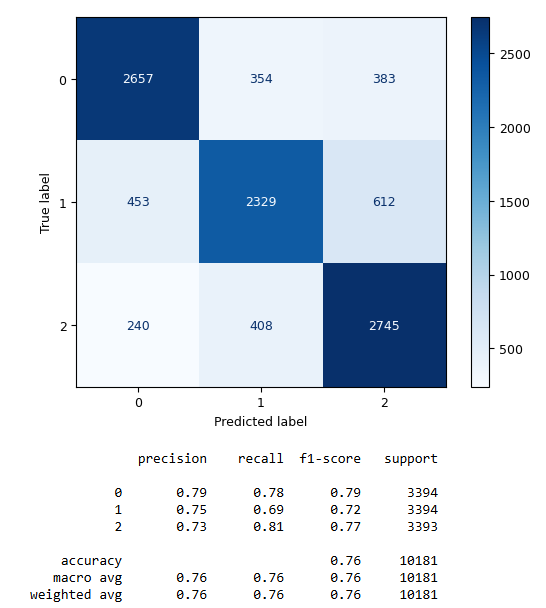 2657 354 383
453 2329 612
240 408 2745
0
1
2
True label
0 1 2
Predicted label
2500
2000
1500
1000
500
precision recall f1-score support
0 0.79 0.78 0.79 3394
1 0.75 0.69 0.72 3394
2 0.73 0.81 0.77 3393
accuracy 0.76 10181
macro avg 0.76 0.76 0.76 10181
weighted avg 0.76 0.76 0.76 10181